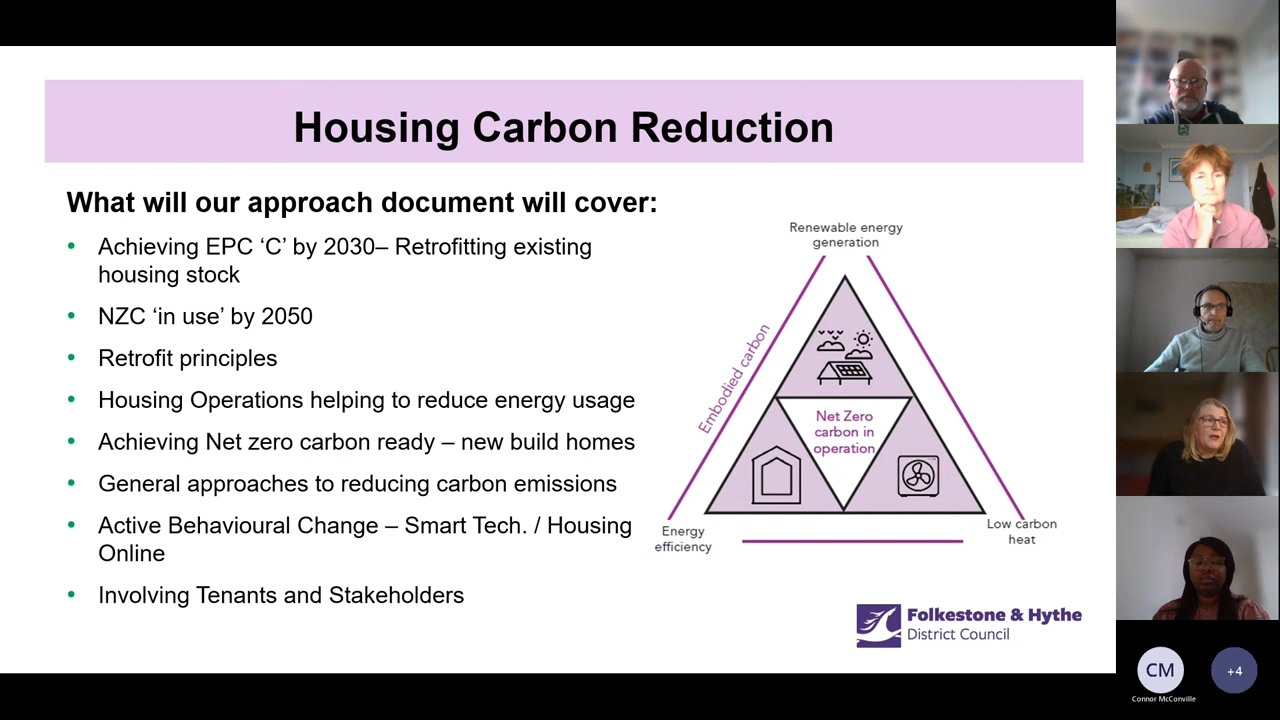 Housing Carbon Reduction
What will our approach document will cover:
• Achieving EPC ‘C’ by 2030– Retrofitting existing
housing stock
• NZC ‘in use’ by 2050
• Retrofit principles
• Housing Operations helping to reduce energy usage
• Achieving Net zero carbon ready – new build homes
• General approaches to reducing carbon emissions
• Active Behavioural Change – Smart Tech. / Housing
Online
• Involving Tenants and Stakeholders
Renewable energy
generation
Embodied carbon
Net Zero
carbon in
operation
Energy
efficiency
Low carbon
heat
Folkestone & Hythe
District Council
CM
Connor McConville
+4